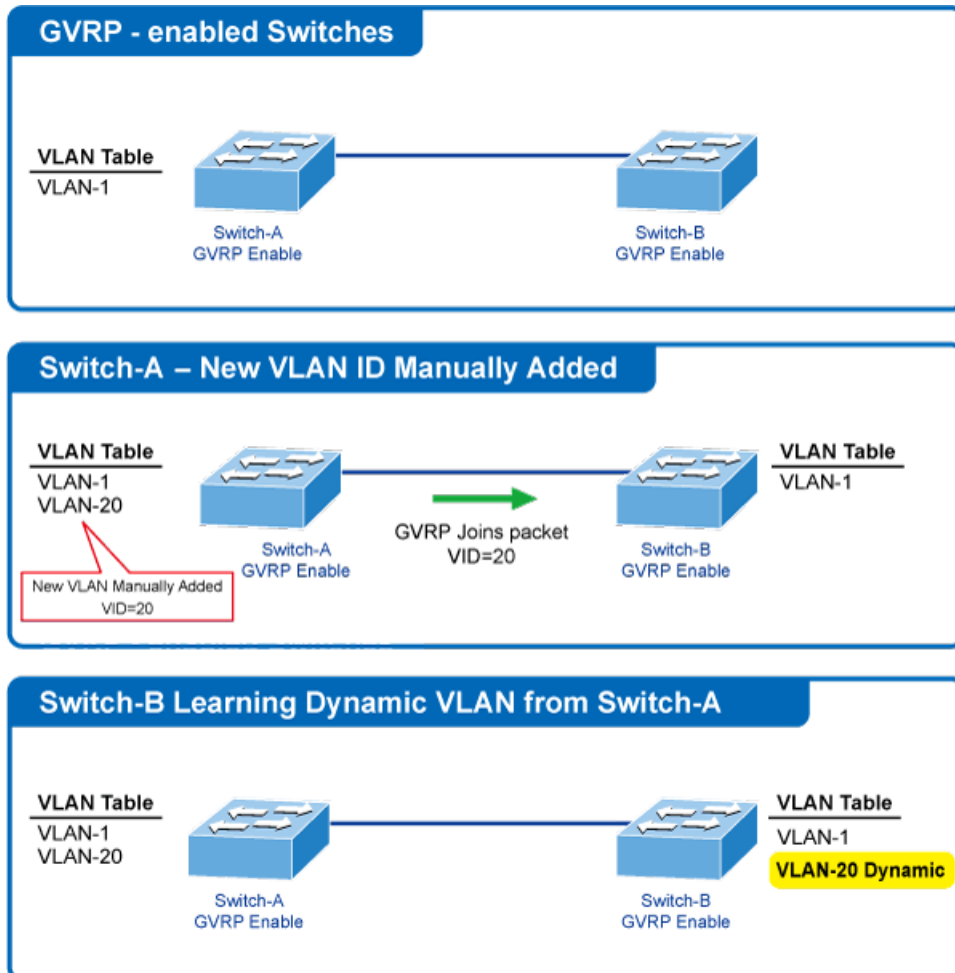 GVRP - enabled Switches
VLAN Table
VLAN-1
Switch-A
GVRP Enable
Switch-B
GVRP Enable
Switch-A – New VLAN ID Manually Added
VLAN Table
VLAN-1
VLAN-20
New VLAN Manually Added
VID=20
Switch-A
GVRP Enable
GVRP Joins packet
VID=20
Switch-B
GVRP Enable
VLAN Table
VLAN-1
Switch-B Learning Dynamic VLAN from Switch-A
VLAN Table
VLAN-1
VLAN-20
Switch-A
GVRP Enable
Switch-B
GVRP Enable
VLAN Table
VLAN-1
VLAN-20 Dynamic